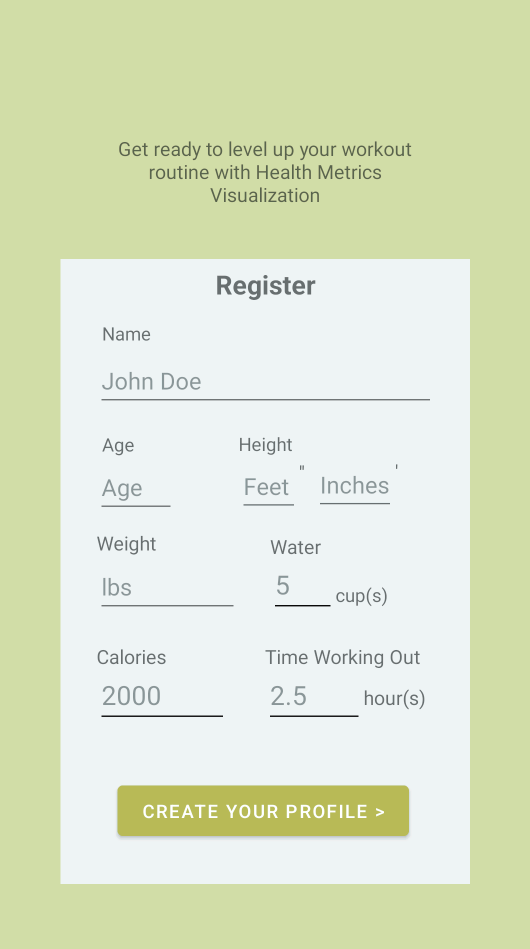 Get ready to level up your workout
routine with Health Metrics
Visualization
Register
Name
John Doe
Age Height
Age Feet " Inches '
Weight Water
lbs 5 cup(s)
Calories Time Working Out
2000 2.5 hour(s)
CREATE YOUR PROFILE >